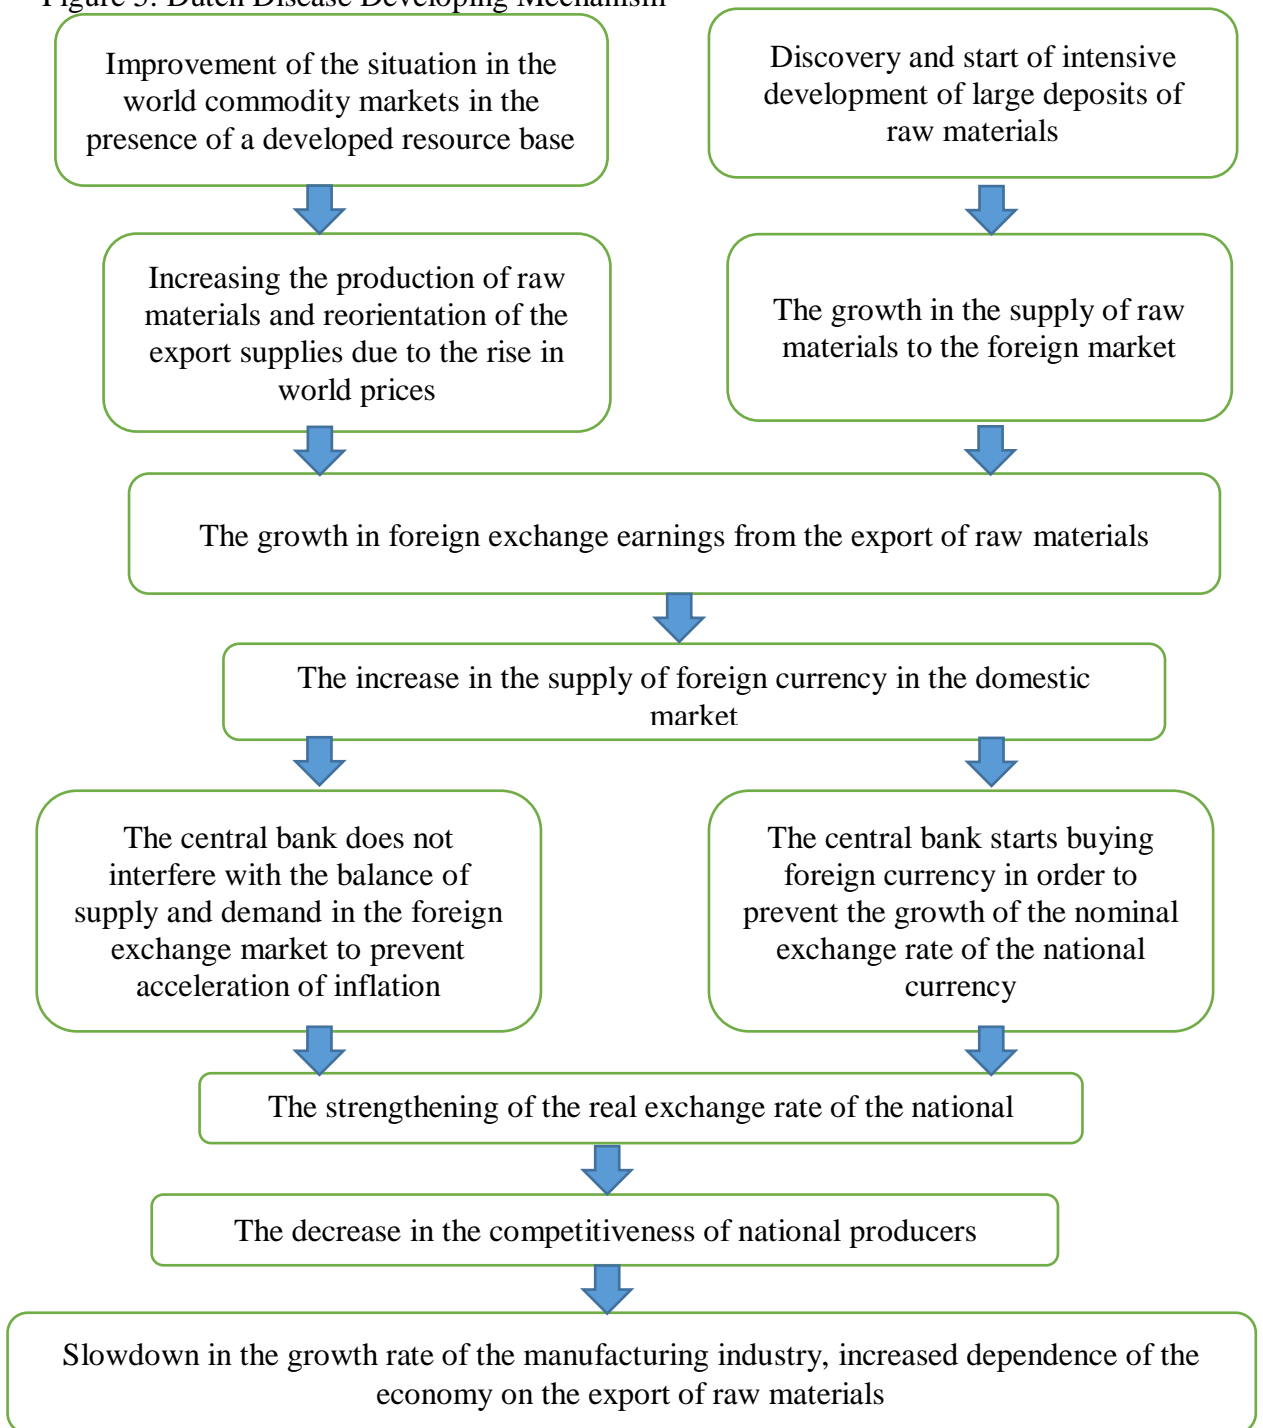 Figure 3: Dutch Disease Developing Mechanism
Improvement of the situation in the
world commodity markets in the
presence of a developed resource base
Discovery and start of intensive
development of large deposits of
raw materials
Increasing the production of raw
materials and reorientation of the
export supplies due to the rise in
world prices
The growth in the supply of raw
materials to the foreign market
The growth in foreign exchange earnings from the export of raw materials
The increase in the supply of foreign currency in the domestic
market
The central bank does not
interfere with the balance of
supply and demand in the foreign
exchange market to prevent
acceleration of inflation
The central bank starts buying
foreign currency in order to
prevent the growth of the nominal
exchange rate of the national
currency
The strengthening of the real exchange rate of the national
The decrease in the competitiveness of national producers
Slowdown in the growth rate of the manufacturing industry, increased dependence of the
economy on the export of raw materials